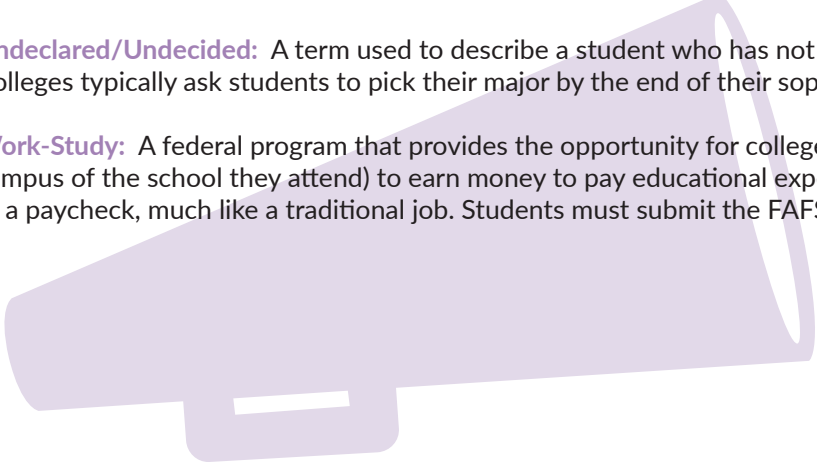 ndeclared/Undecided: A term used to describe a student who has not
olleges typically ask students to pick their major by the end of their sop
ork-Study: A federal program that provides the opportunity for colleg
mpus of the school they attend) to earn money to pay educational exp
a paycheck, much like a traditional job. Students must submit the FAF